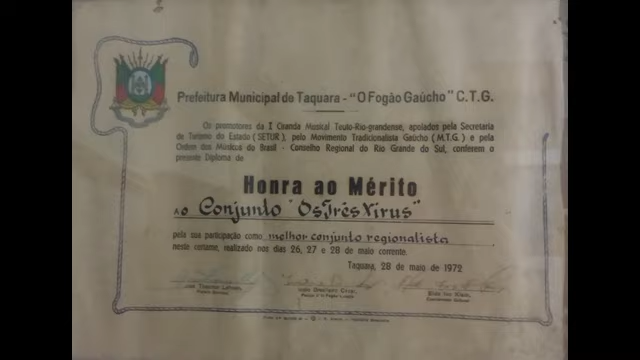 Prefeitura Municipal de Taquara - "O Fogão Gaúcho" C.T.G.
Os promotores da I Ciranda Musical Teuto-Rio-grandense, apoiados pela Secretaria
de Turismo do Estado (SETUR), pelo Movimento Tradicionalista Gaúcho (M.T.G.) e pela
Ordem dos Músicos do Brasil - Conselho Regional do Rio Grande do Sul, conferem o
presente Diploma de
Honra ao Mérito
ao Conjunto "Os Três Xirus"
pela sua participação como melhor conjunto regionalista
neste certame, realizado nos dias 26, 27 e 28 de maio corrente.
Taquara, 28 de maio de 1972